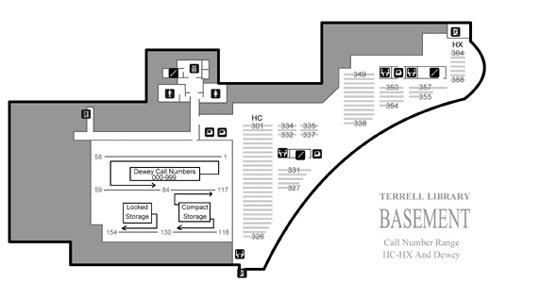 HX
364
356
349
350
354
357
355
338
HC
301
334
335
332
337
331
327
326
58
1
Dewey Call Numbers
000-999
59
84
117
Locked
Storage
Compact
Storage
154
130
118
TERRELL LIBRARY
BASEMENT
Call Number Range
HC-HX And Dewey